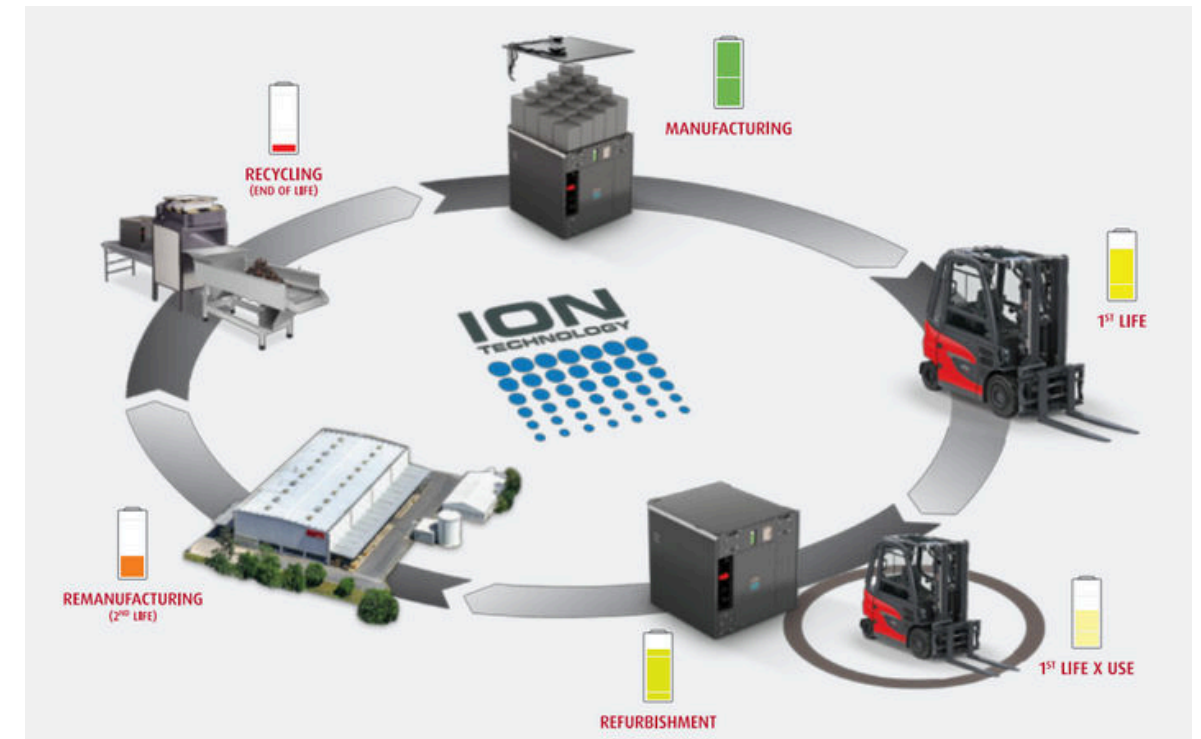 MANUFACTURING
RECYCLING
(END OF LIFE)
1ST LIFE
ION
TECHNOLOGY
REMANUFACTURING
(2ND LIFE)
1ST LIFE X USE
REFURBISHMENT